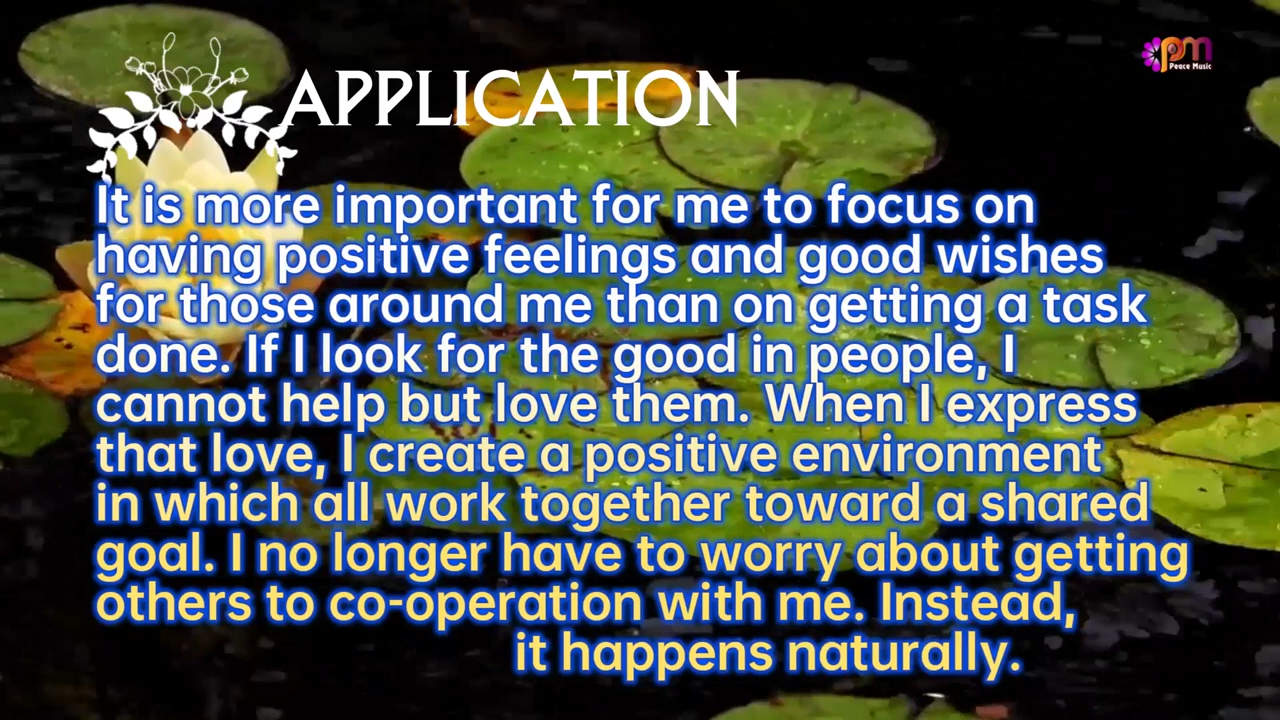 APPLICATION
pm
Peace Music
It is more important for me to focus on
having positive feelings and good wishes
for those around me than on getting a task
done. If I look for the good in people, I
cannot help but love them. When I express
that love, I create a positive environment
in which all work together toward a shared
goal. I no longer have to worry about getting
others to co-operation with me. Instead,
it happens naturally.